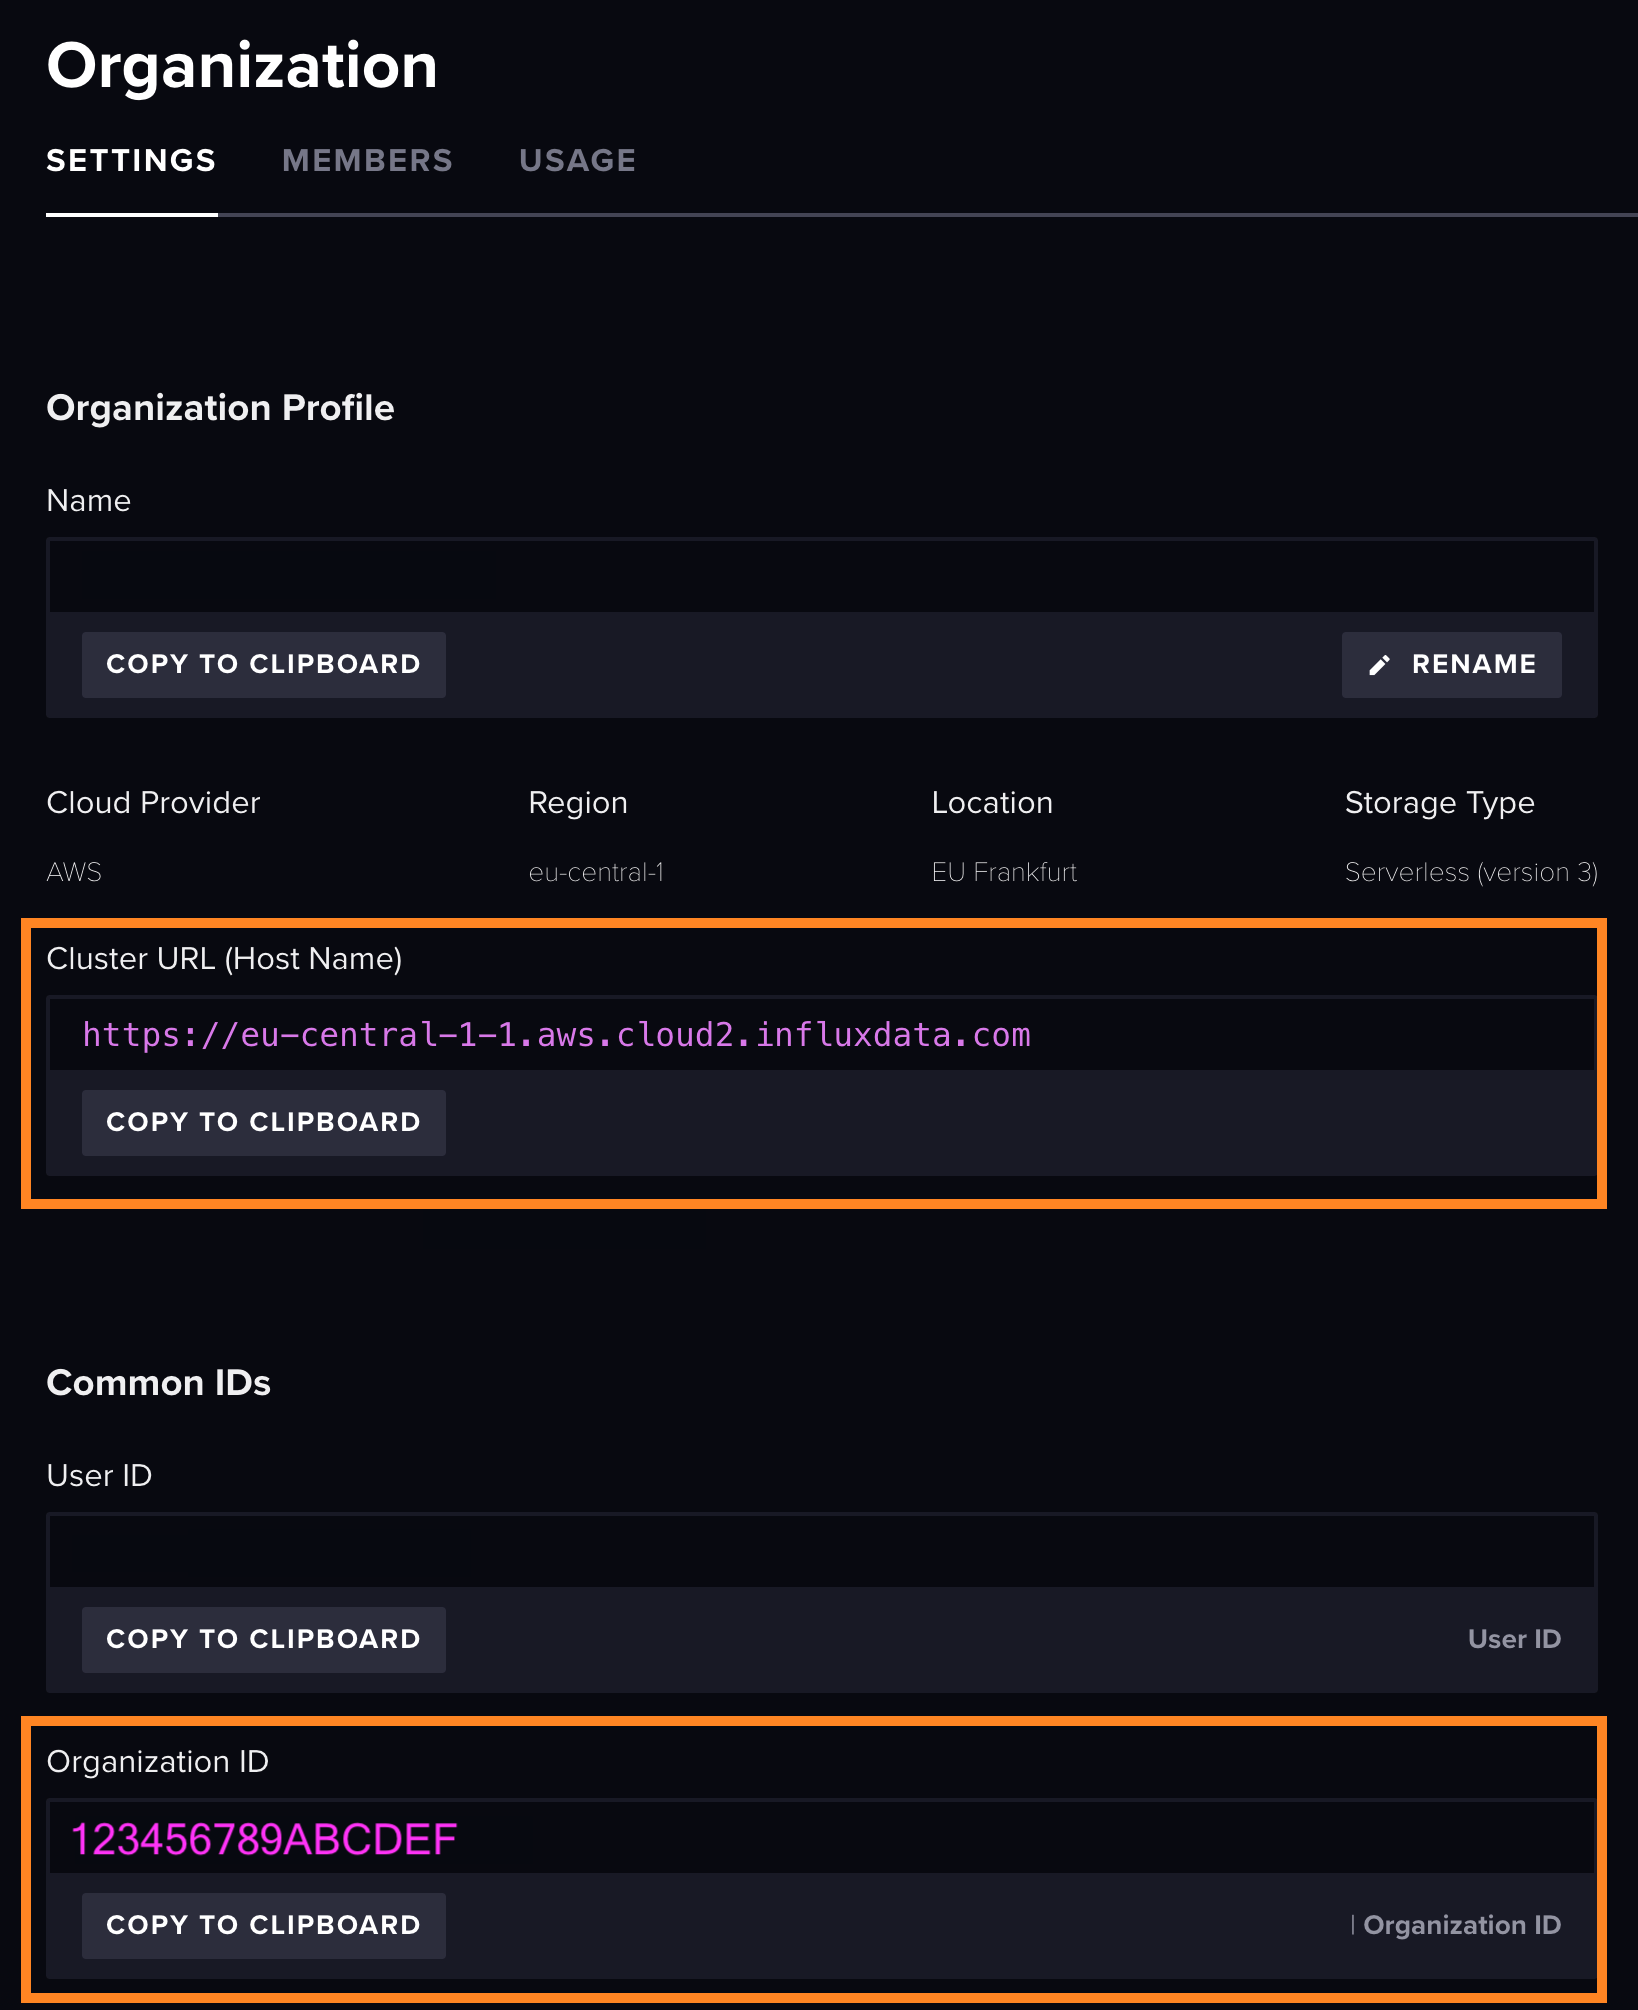 Organization
SETTINGS MEMBERS USAGE
Organization Profile
Name
COPY TO CLIPBOARD RENAME
Cloud Provider Region Location Storage Type
AWS eu-central-1 EU Frankfurt Serverless (version 3)
Cluster URL (Host Name)
https://eu-central-1-1.aws.cloud2.influxdata.com
COPY TO CLIPBOARD
Common IDs
User ID
COPY TO CLIPBOARD User ID
Organization ID
123456789ABCDEF
COPY TO CLIPBOARD | Organization ID